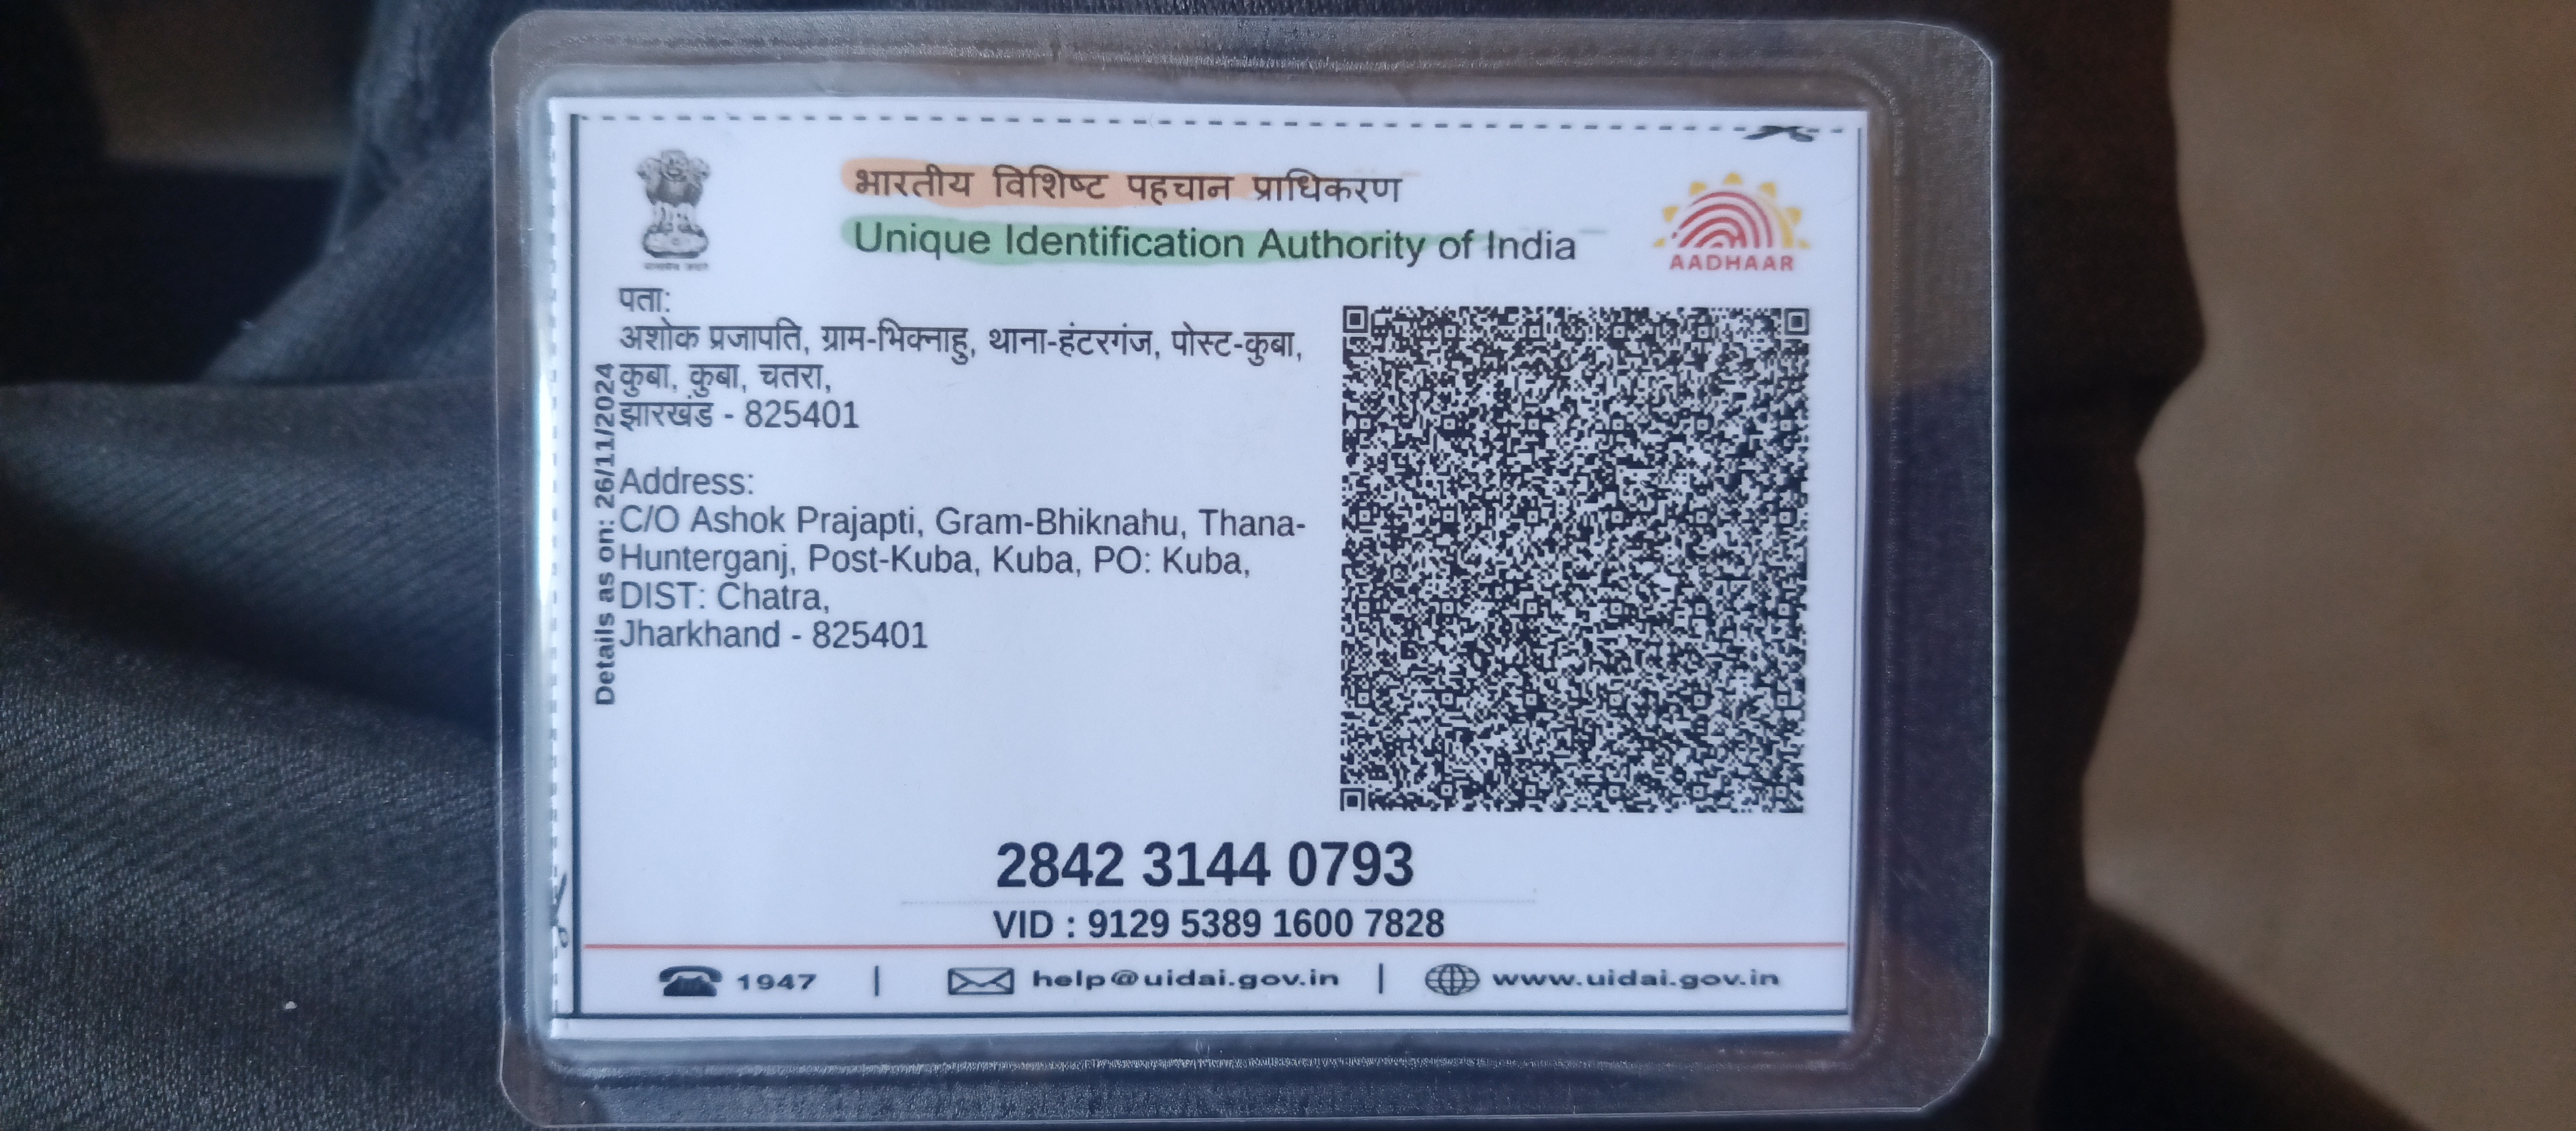 भारतीय विशिष्ट पहचान प्राधिकरण
Unique Identification Authority of India
AADHAAR
पता:
अशोक प्रजापति, ग्राम-भिक्नाहु, थाना-हंटरगंज, पोस्ट-कुबा,
कुबा, कुबा, चतरा,
झारखंड - 825401
Address:
C/O Ashok Prajapti, Gram-Bhiknahu, Thana-
Hunterganj, Post-Kuba, Kuba, PO: Kuba,
DIST: Chatra,
Jharkhand - 825401
Details as on: 26/11/2024
2842 3144 0793
VID : 9129 5389 1600 7828
1947 | help@uidai.gov.in | www.uidai.gov.in